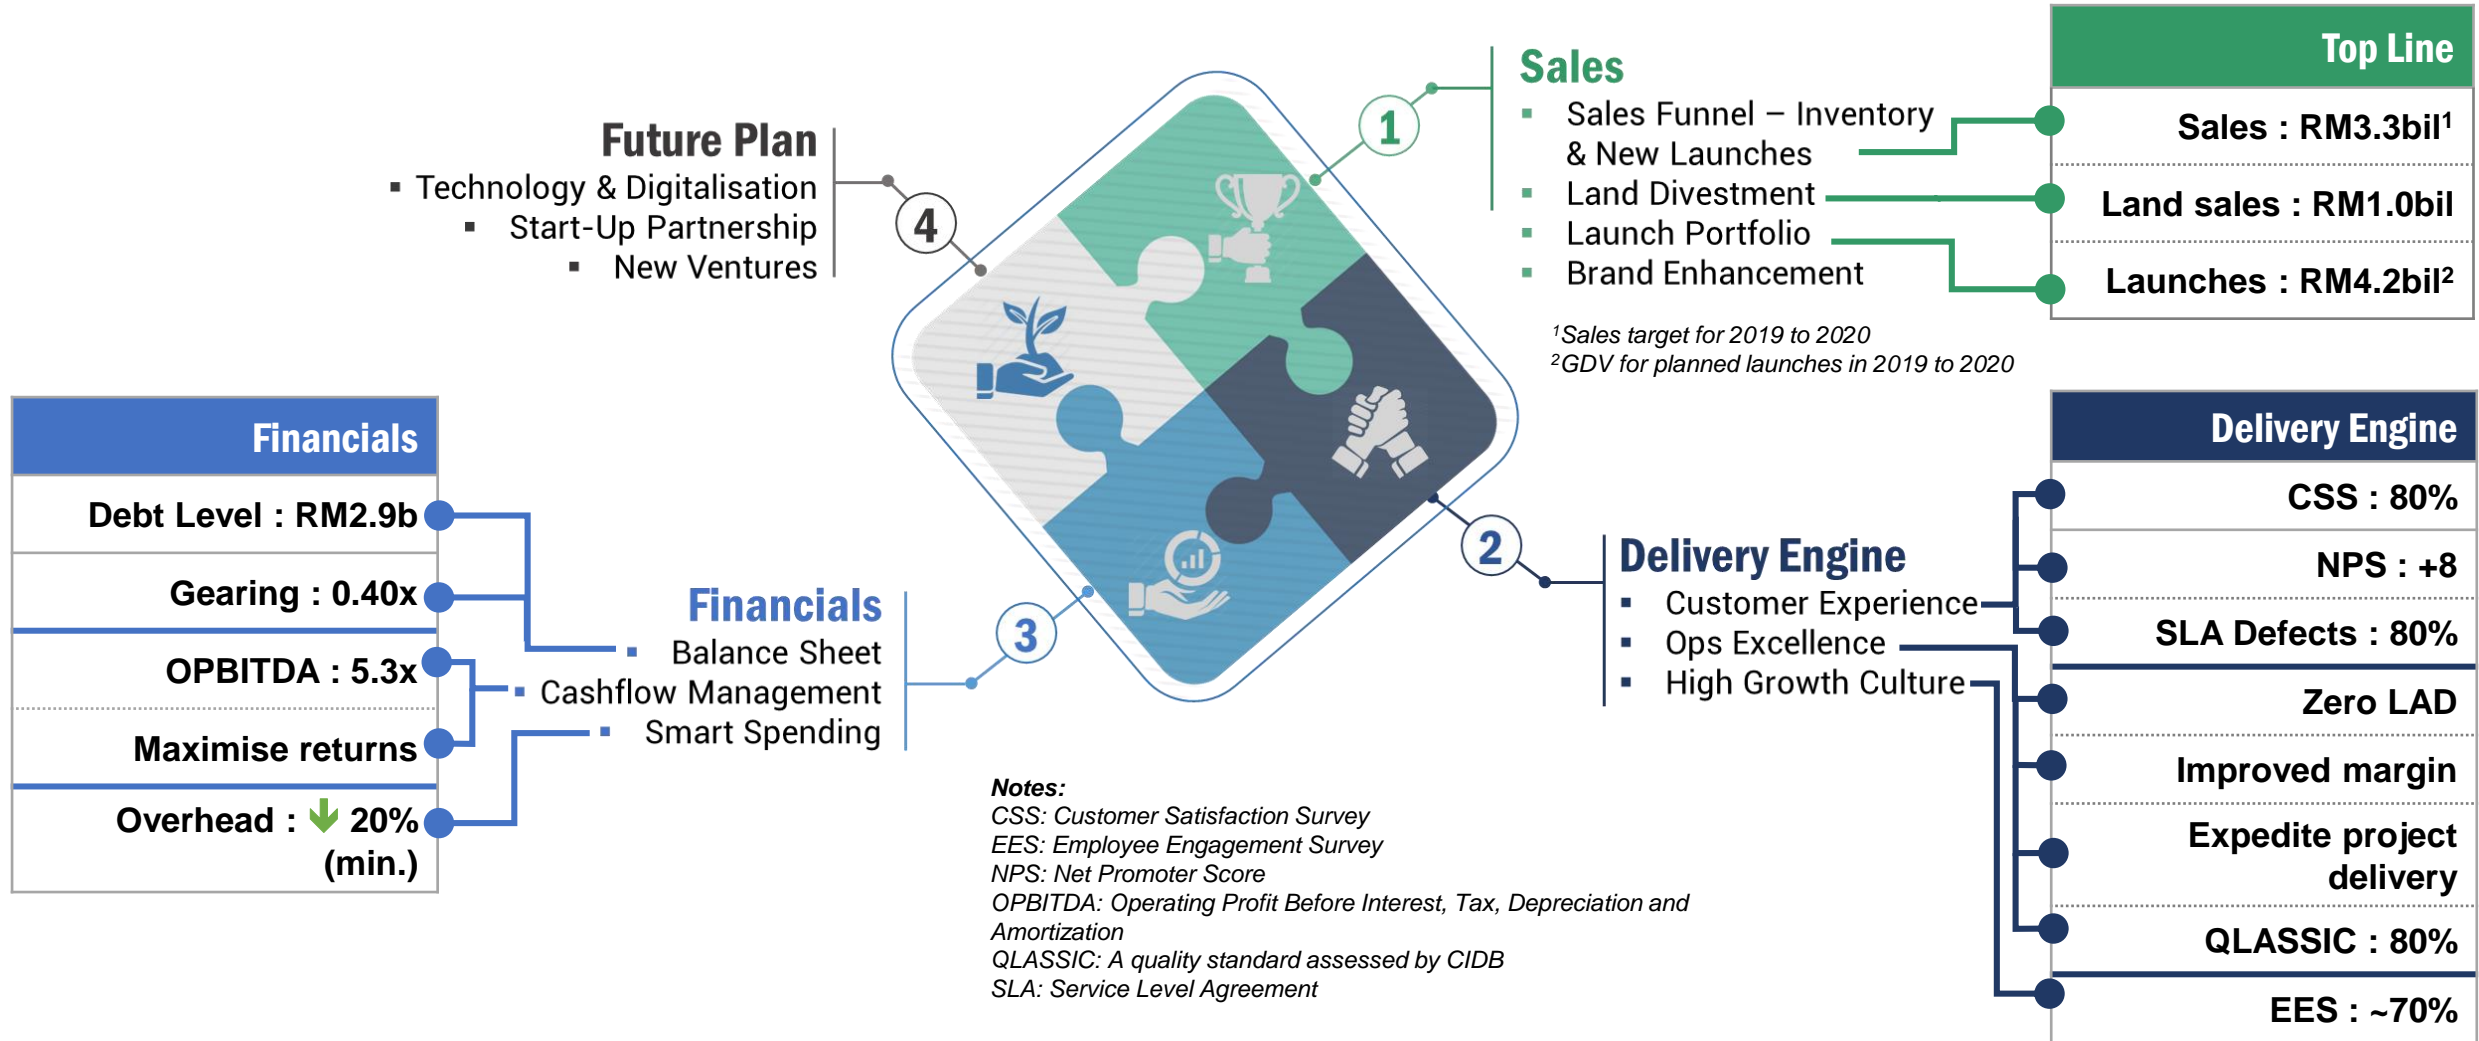 Future Plan
▪ Technology & Digitalisation
▪ Start-Up Partnership
▪ New Ventures
4
1
Sales
▪ Sales Funnel – Inventory
& New Launches
▪ Land Divestment
▪ Launch Portfolio
▪ Brand Enhancement
¹Sales target for 2019 to 2020
²GDV for planned launches in 2019 to 2020
Top Line
Sales : RM3.3bil¹
Land sales : RM1.0bil
Launches : RM4.2bil²
Financials
Debt Level : RM2.9b
Gearing : 0.40x
OPBITDA : 5.3x
Maximise returns
Overhead : 20%
(min.)
Financials
▪ Balance Sheet
▪ Cashflow Management
▪ Smart Spending
3
2
Delivery Engine
▪ Customer Experience
▪ Ops Excellence
▪ High Growth Culture
Delivery Engine
CSS : 80%
NPS : +8
SLA Defects : 80%
Zero LAD
Improved margin
Expedite project
delivery
QLASSIC : 80%
EES : ~70%
Notes:
CSS: Customer Satisfaction Survey
EES: Employee Engagement Survey
NPS: Net Promoter Score
OPBITDA: Operating Profit Before Interest, Tax, Depreciation and
Amortization
QLASSIC: A quality standard assessed by CIDB
SLA: Service Level Agreement